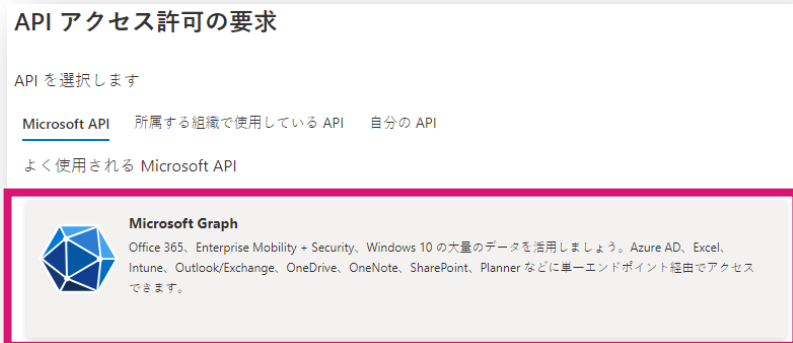 API アクセス許可の要求
API を選択します
Microsoft API 所属する組織で使用している API 自分の API
よく使用される Microsoft API
Microsoft Graph
Office 365、Enterprise Mobility + Security、Windows 10 の大量のデータを活用しましょう。Azure AD、Excel、
Intune、Outlook/Exchange、OneDrive、OneNote、SharePoint、Planner などに単一エンドポイント経由でアクセス
できます。